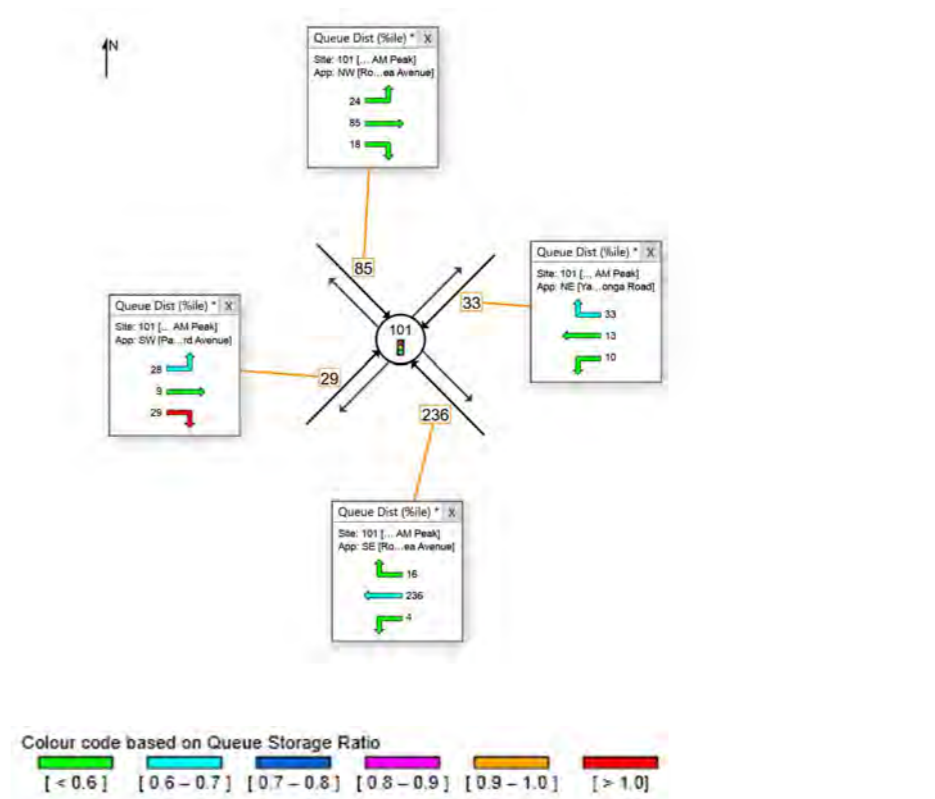 N
Queue Dist (%ile) * X
Site: 101 [... AM Peak]
App: NW [Ro...ea Avenue]
24
85
18
85
Queue Dist (%ile) * X
Site: 101 [... AM Peak]
App: NE [Ya...onga Road]
33
13
10
33
101
Queue Dist (%ile) * X
Site: 101 [... AM Peak]
App: SW [Pa...rd Avenue]
28
9
29
29
236
Queue Dist (%ile) * X
Site: 101 [... AM Peak]
App: SE [Ro...ea Avenue]
16
236
4
Colour code based on Queue Storage Ratio
[ < 0.6 ] [ 0.6 – 0.7 ] [ 0.7 – 0.8 ] [ 0.8 – 0.9 ] [ 0.9 – 1.0 ] [ > 1.0]